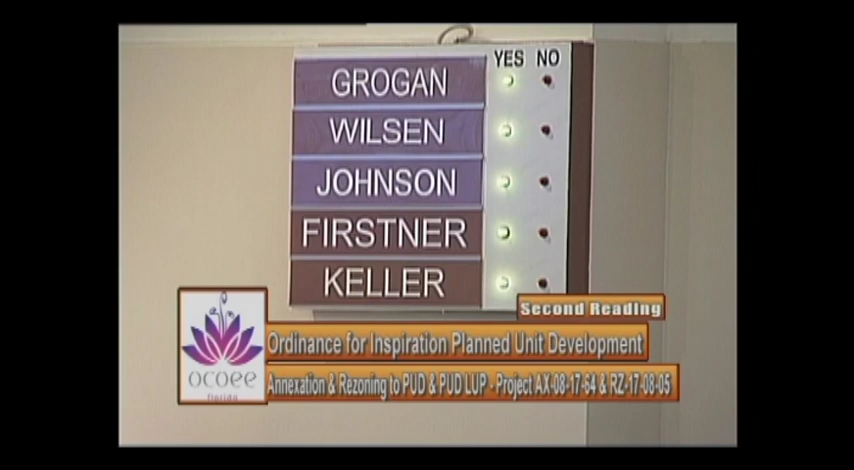 YES NO
GROGAN
WILSEN
JOHNSON
FIRSTNER
KELLER
Second Reading
Ordinance for Inspiration Planned Unit Development
Annexation & Rezoning to PUD & PUD LUP - Project AX-08-17-64 & RZ-17-08-05
ocoee
florida